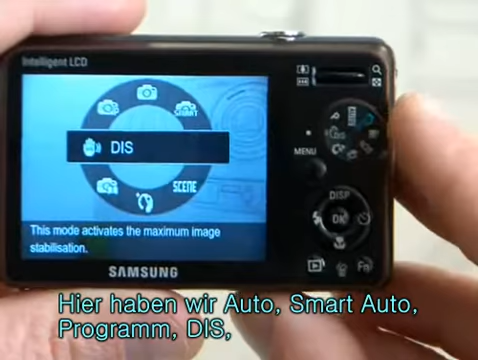 Intelligent LCD
SMART
DIS
SCENE
This mode activates the maximum image
stabilisation.
MENU
DISP
OK
Fn
SAMSUNG
Hier haben wir Auto, Smart Auto,
Programm, DIS,